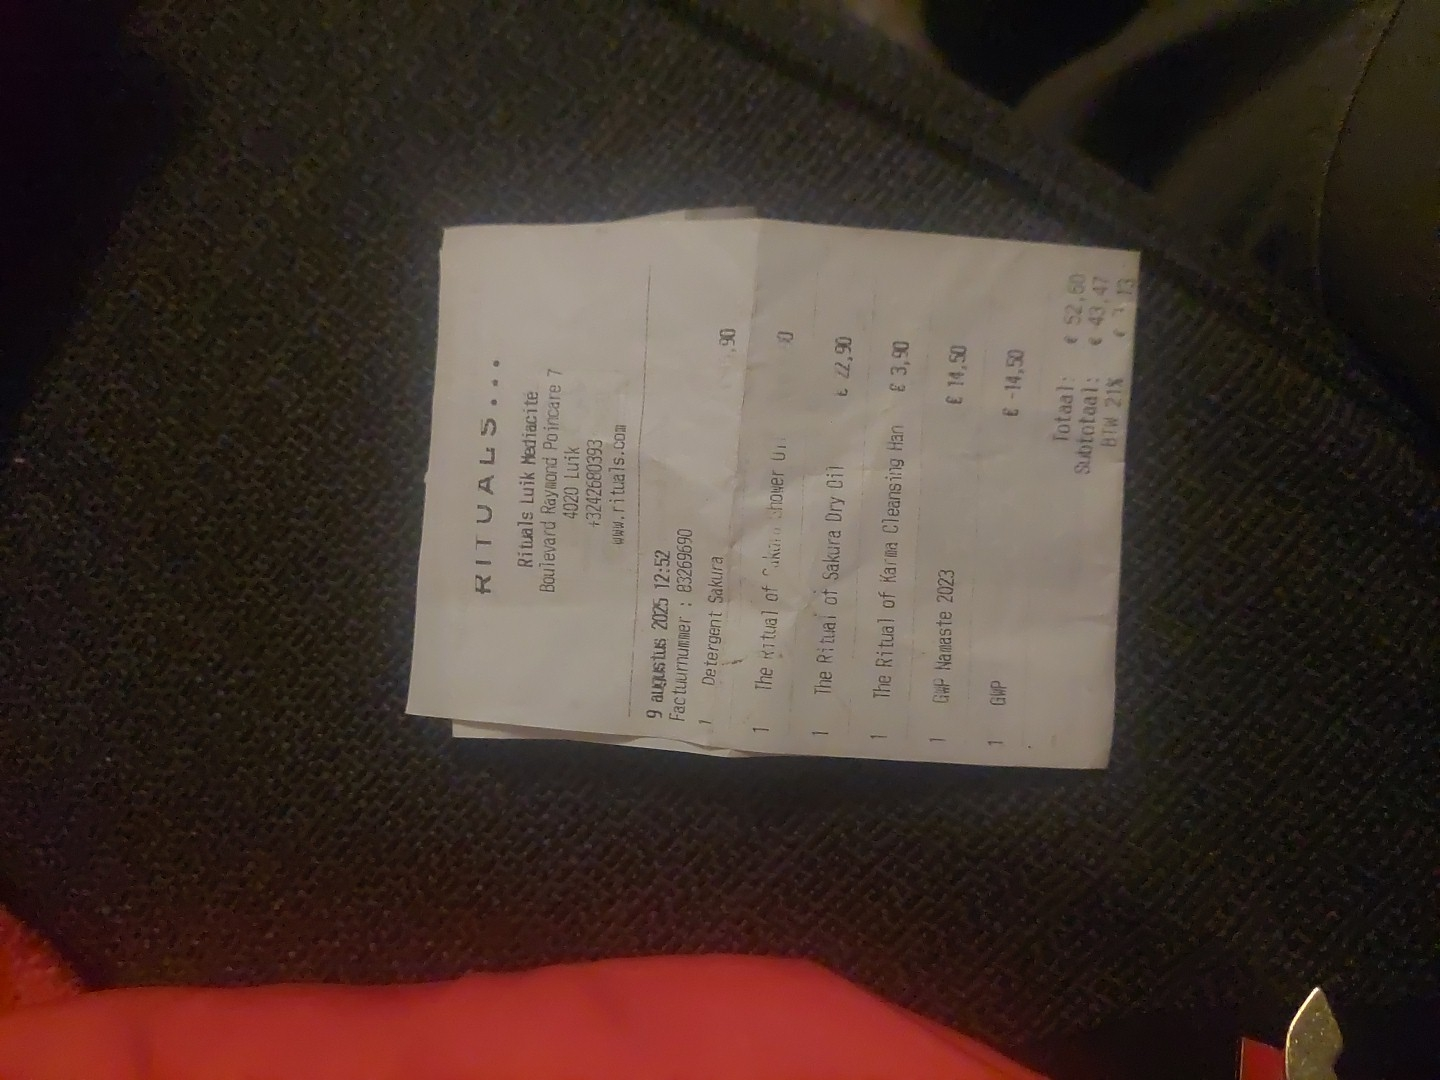 RITUALS...
Rituals Luik Mediacite
Boulevard Raymond Poincare 7
4020 Luik
+3242680393
www.rituals.com
9 augustus 2025 12:52
Factuurnummer : 83269690
1 Detergent Sakura ,90
1 The Ritual of Shower
1 The Ritual of Sakura Dry Oil € 22,90
1 The Ritual of Karma Cleansing Han € 3,90
1 GWP Namaste 2023 € 14,50
1 GWP € -14,50
Totaal: € 52,60
Subtotaal: € 43,47
BTW 21% €